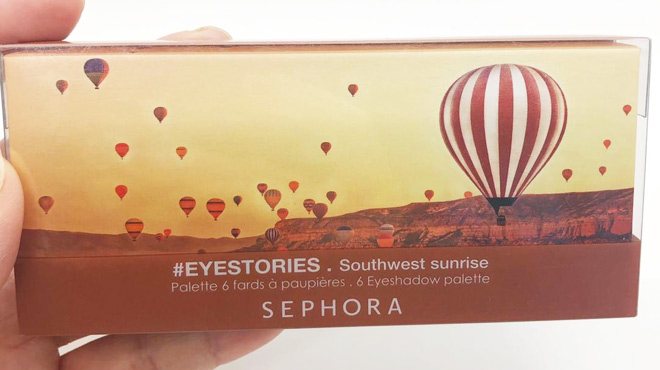 #EYESTORIES . Southwest sunrise
Palette 6 fards à paupières . 6 Eyeshadow palette
SEPHORA